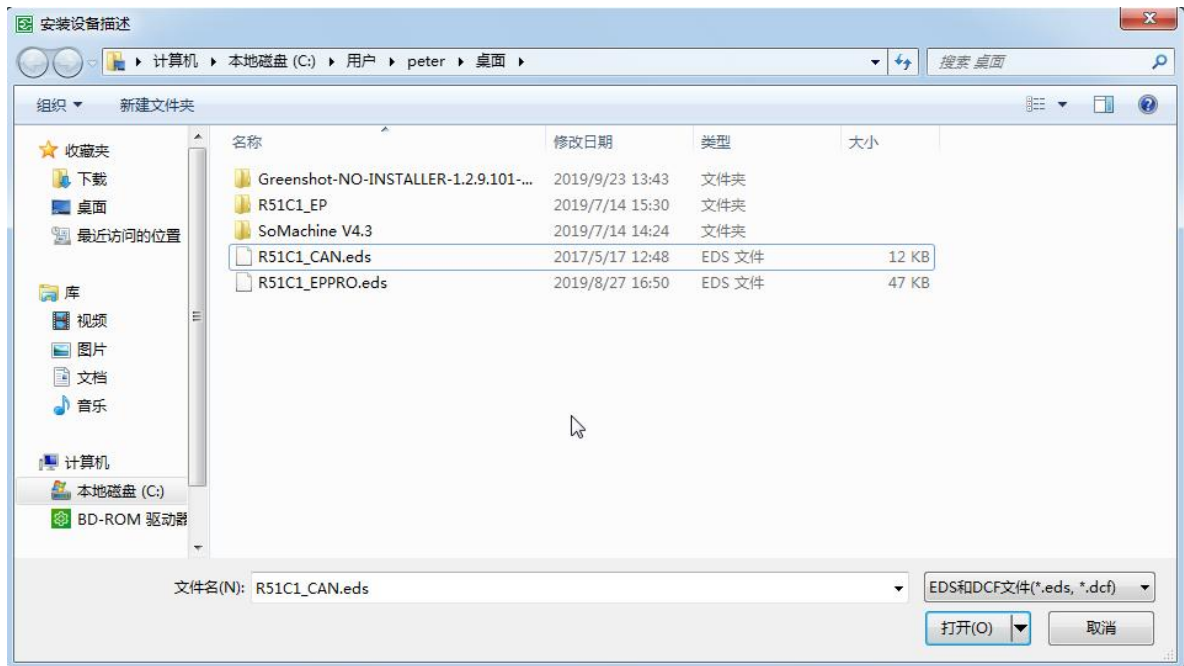 安装设备描述
计算机 本地磁盘 (C:) 用户 peter 桌面
搜索 桌面
组织 新建文件夹
名称 修改日期 类型 大小
Greenshot-NO-INSTALLER-1.2.9.101-... 2019/9/23 13:43 文件夹
R51C1_EP 2019/7/14 15:30 文件夹
SoMachine V4.3 2019/7/14 14:24 文件夹
R51C1_CAN.eds 2017/5/17 12:48 EDS 文件 12 KB
R51C1_EPPRO.eds 2019/8/27 16:50 EDS 文件 47 KB
收藏夹
下载
桌面
最近访问的位置
库
视频
图片
文档
音乐
计算机
本地磁盘 (C:)
BD-ROM 驱动器
文件名(N): R51C1_CAN.eds
EDS和DCF文件(*.eds, *.dcf)
打开(O) 取消